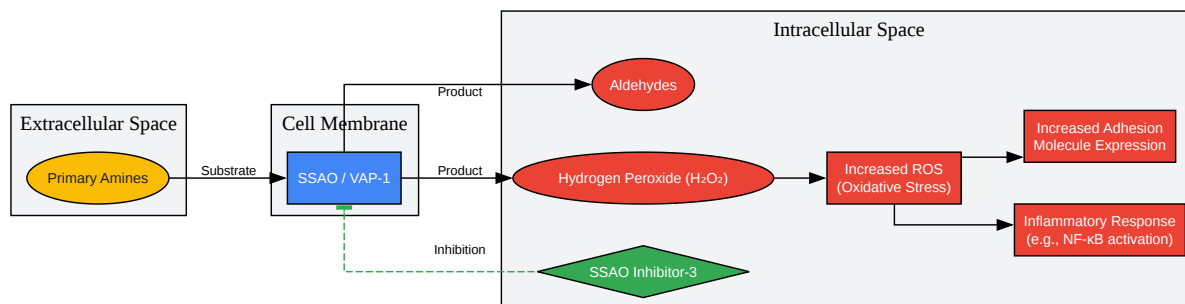 Intracellular Space
Aldehydes
Product
Extracellular Space
Cell Membrane
Increased Adhesion
Molecule Expression
Primary Amines
Substrate
SSAO / VAP-1
Product
Hydrogen Peroxide (H₂O₂)
Increased ROS
(Oxidative Stress)
Inflammatory Response
(e.g., NF-κB activation)
Inhibition
SSAO Inhibitor-3